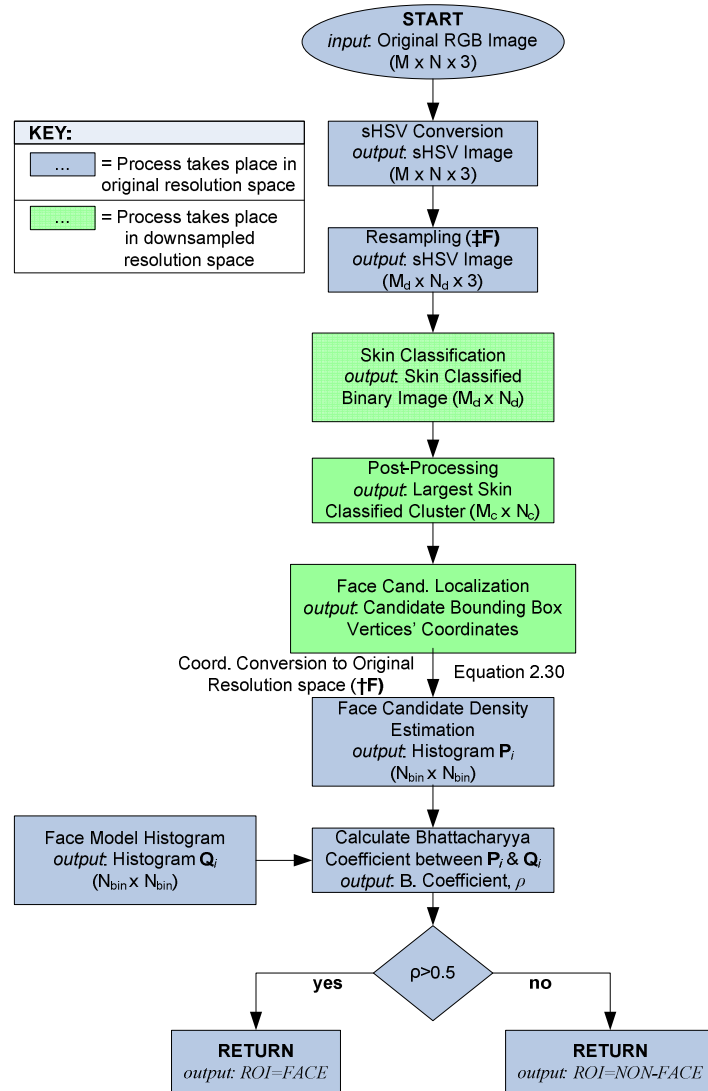 START
input: Original RGB Image
(M x N x 3)
KEY:
... = Process takes place in
original resolution space
... = Process takes place
in downsampled
resolution space
sHSV Conversion
output: sHSV Image
(M x N x 3)
Resampling (‡F)
output: sHSV Image
(Md x Nd x 3)
Skin Classification
output: Skin Classified
Binary Image (Md x Nd)
Post-Processing
output: Largest Skin
Classified Cluster (Mc x Nc)
Face Cand. Localization
output: Candidate Bounding Box
Vertices' Coordinates
Coord. Conversion to Original
Resolution space (†F)
Equation 2.30
Face Candidate Density
Estimation
output: Histogram Pi
(Nbin x Nbin)
Face Model Histogram
output: Histogram Qi
(Nbin x Nbin)
Calculate Bhattacharyya
Coefficient between Pi & Qi
output: B. Coefficient, ρ
ρ>0.5
yes
no
RETURN
output: ROI=FACE
RETURN
output: ROI=NON-FACE